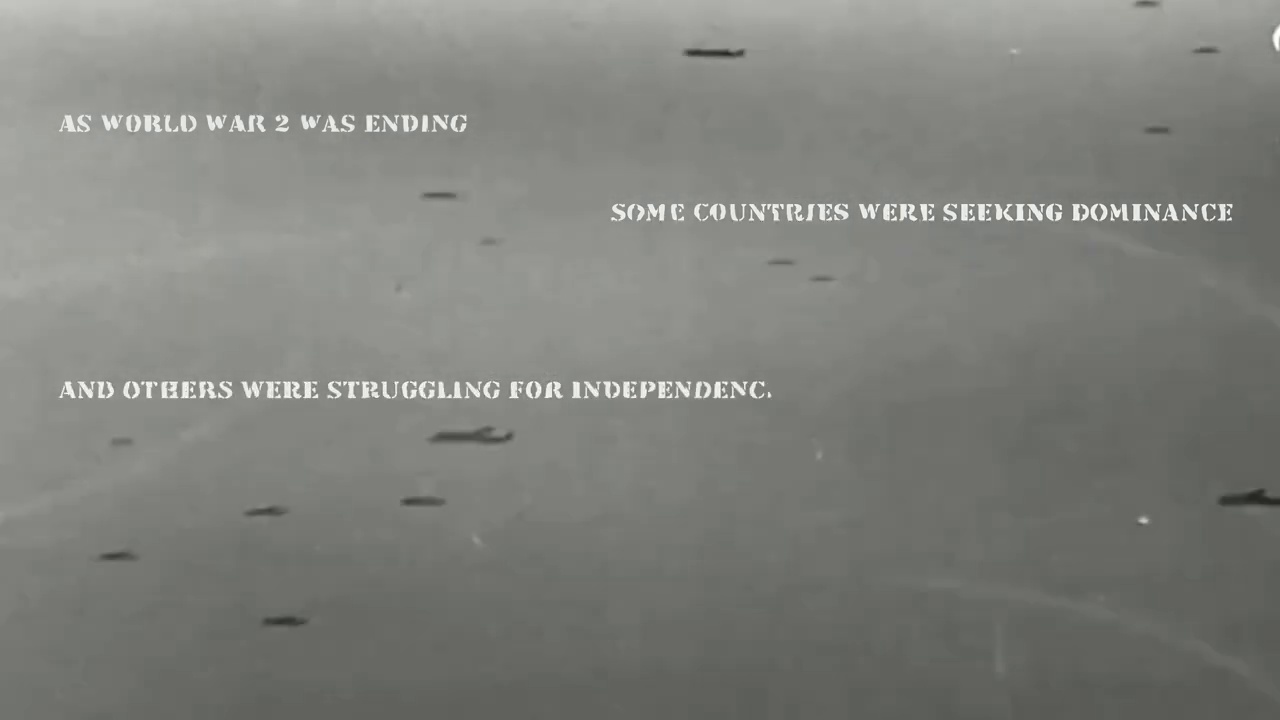 AS WORLD WAR 2 WAS ENDING
SOME COUNTRIES WERE SEEKING DOMINANCE
AND OTHERS WERE STRUGGLING FOR INDEPENDENC.